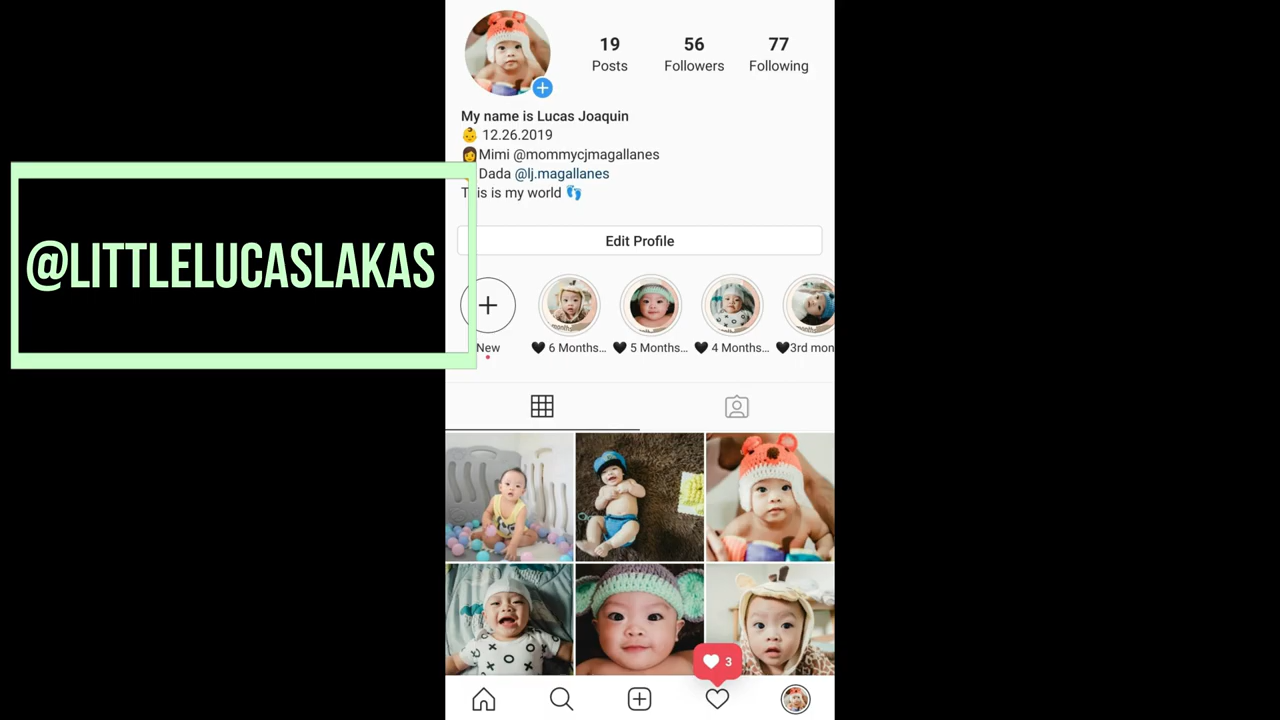 19 56 77
Posts Followers Following
My name is Lucas Joaquin
👶 12.26.2019
👩Mimi @mommycjmagallanes
Dada @lj.magallanes
This is my world 👣
@LITTLELUCASLAKAS
Edit Profile
New 🖤 6 Months... 🖤 5 Months... 🖤 4 Months... 🖤3rd mon
3